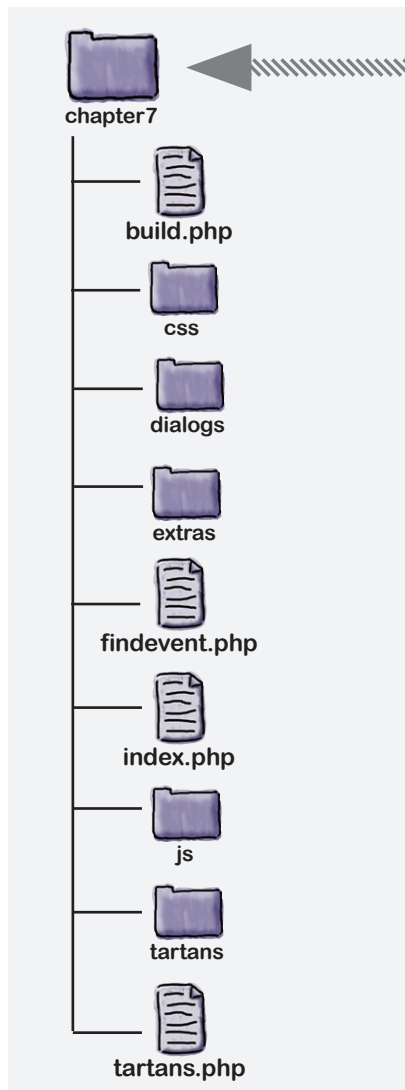 chapter7
build.php
css
dialogs
extras
findevent.php
index.php
js
tartans
tartans.php